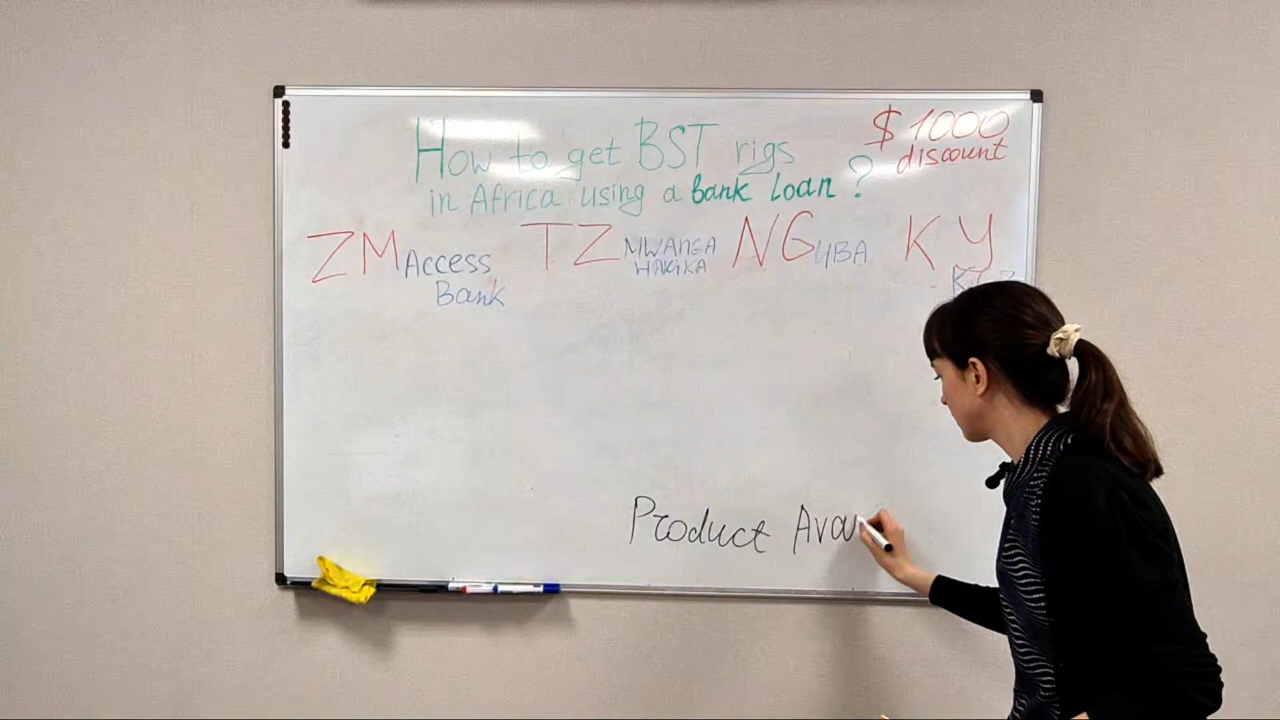 How to get BST rigs
in Africa using a bank loan?
$1000
discount
ZM Access
Bank
TZ MWANGA
HAKIKA
NG UBA
KY
Product Ava